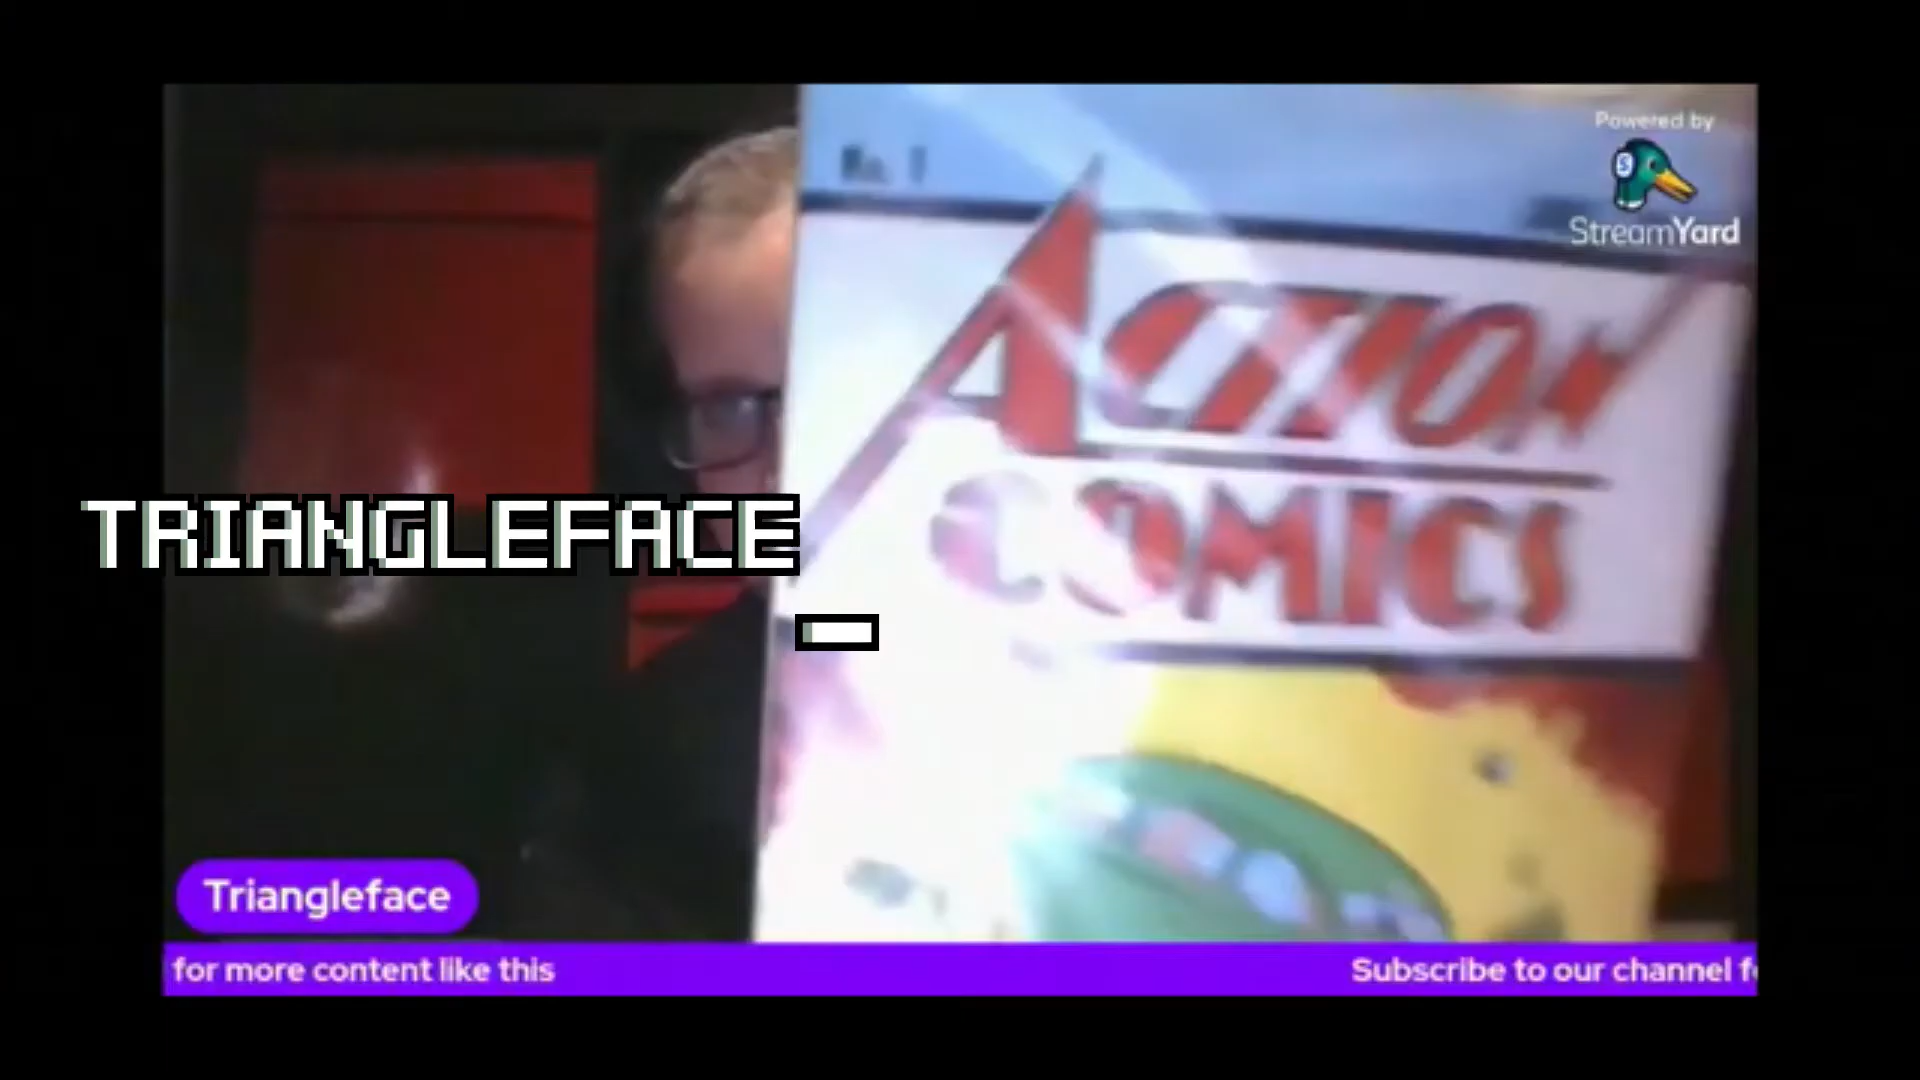 Powered by
StreamYard
No. 1
ACTION
COMICS
TRIANGLEFACE
_
Triangleface
for more content like this
Subscribe to our channel f